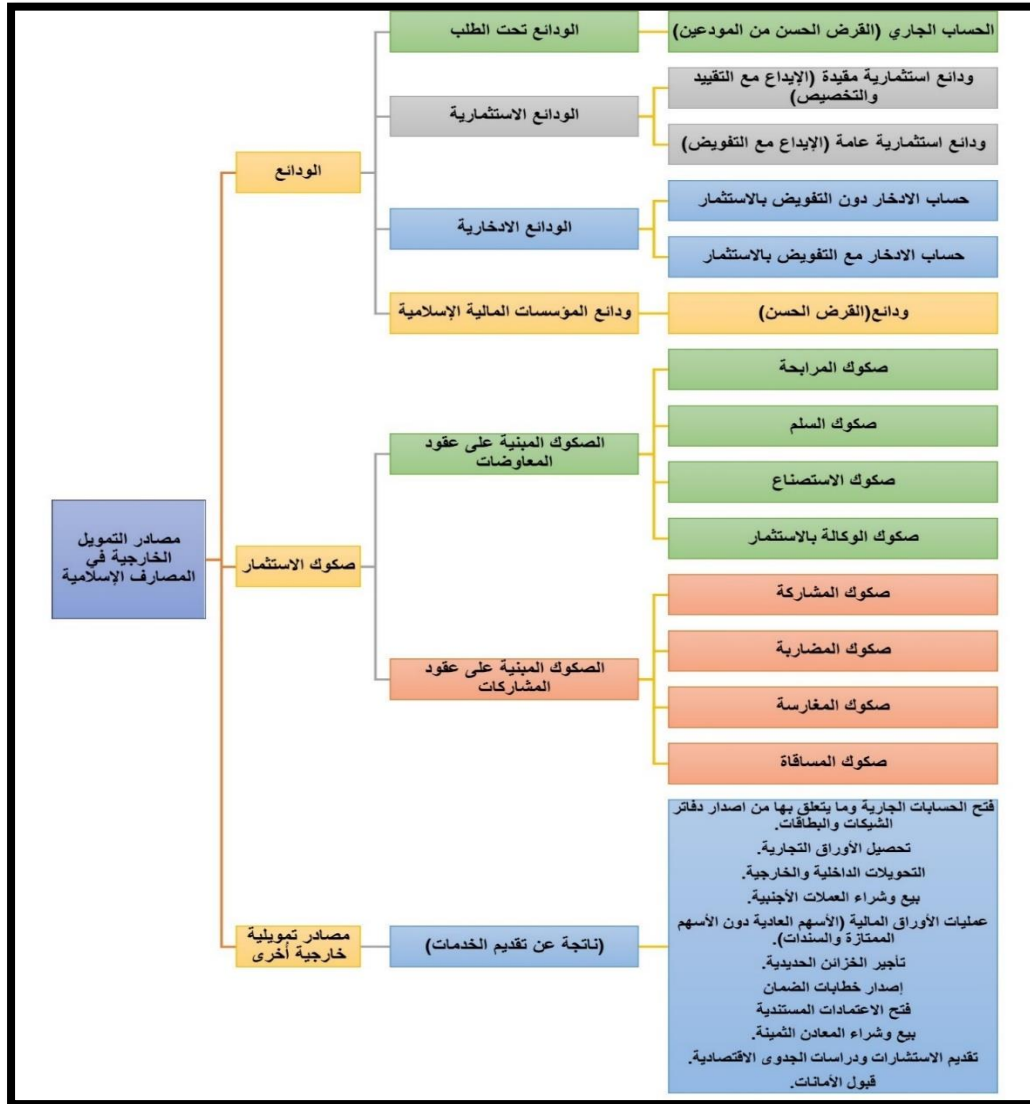 مصادر التمويل
الخارجية في
المصارف الإسلامية
الودائع
الودائع تحت الطلب
الحساب الجاري (القرض الحسن من المودعين)
الودائع الاستثمارية
ودائع استثمارية مقيدة (الإيداع مع التقييد
والتخصيص)
ودائع استثمارية عامة (الإيداع مع التفويض)
الودائع الادخارية
حساب الادخار دون التفويض بالاستثمار
حساب الادخار مع التفويض بالاستثمار
ودائع المؤسسات المالية الإسلامية
ودائع(القرض الحسن)
صكوك الاستثمار
الصكوك المبنية على عقود
المعاوضات
صكوك المرابحة
صكوك السلم
صكوك الاستصناع
صكوك الوكالة بالاستثمار
الصكوك المبنية على عقود
المشاركات
صكوك المشاركة
صكوك المضاربة
صكوك المغارسة
صكوك المساقاة
مصادر تمويلية
خارجية أخرى
(ناتجة عن تقديم الخدمات)
فتح الحسابات الجارية وما يتعلق بها من اصدار دفاتر
الشيكات والبطاقات.
تحصيل الأوراق التجارية.
التحويلات الداخلية والخارجية.
بيع وشراء العملات الأجنبية.
عمليات الأوراق المالية (الأسهم العادية دون الأسهم
الممتازة والسندات).
تأجير الخزائن الحديدية.
إصدار خطابات الضمان
فتح الاعتمادات المستندية
بيع وشراء المعادن الثمينة.
تقديم الاستشارات ودراسات الجدوى الاقتصادية.
قبول الأمانات.